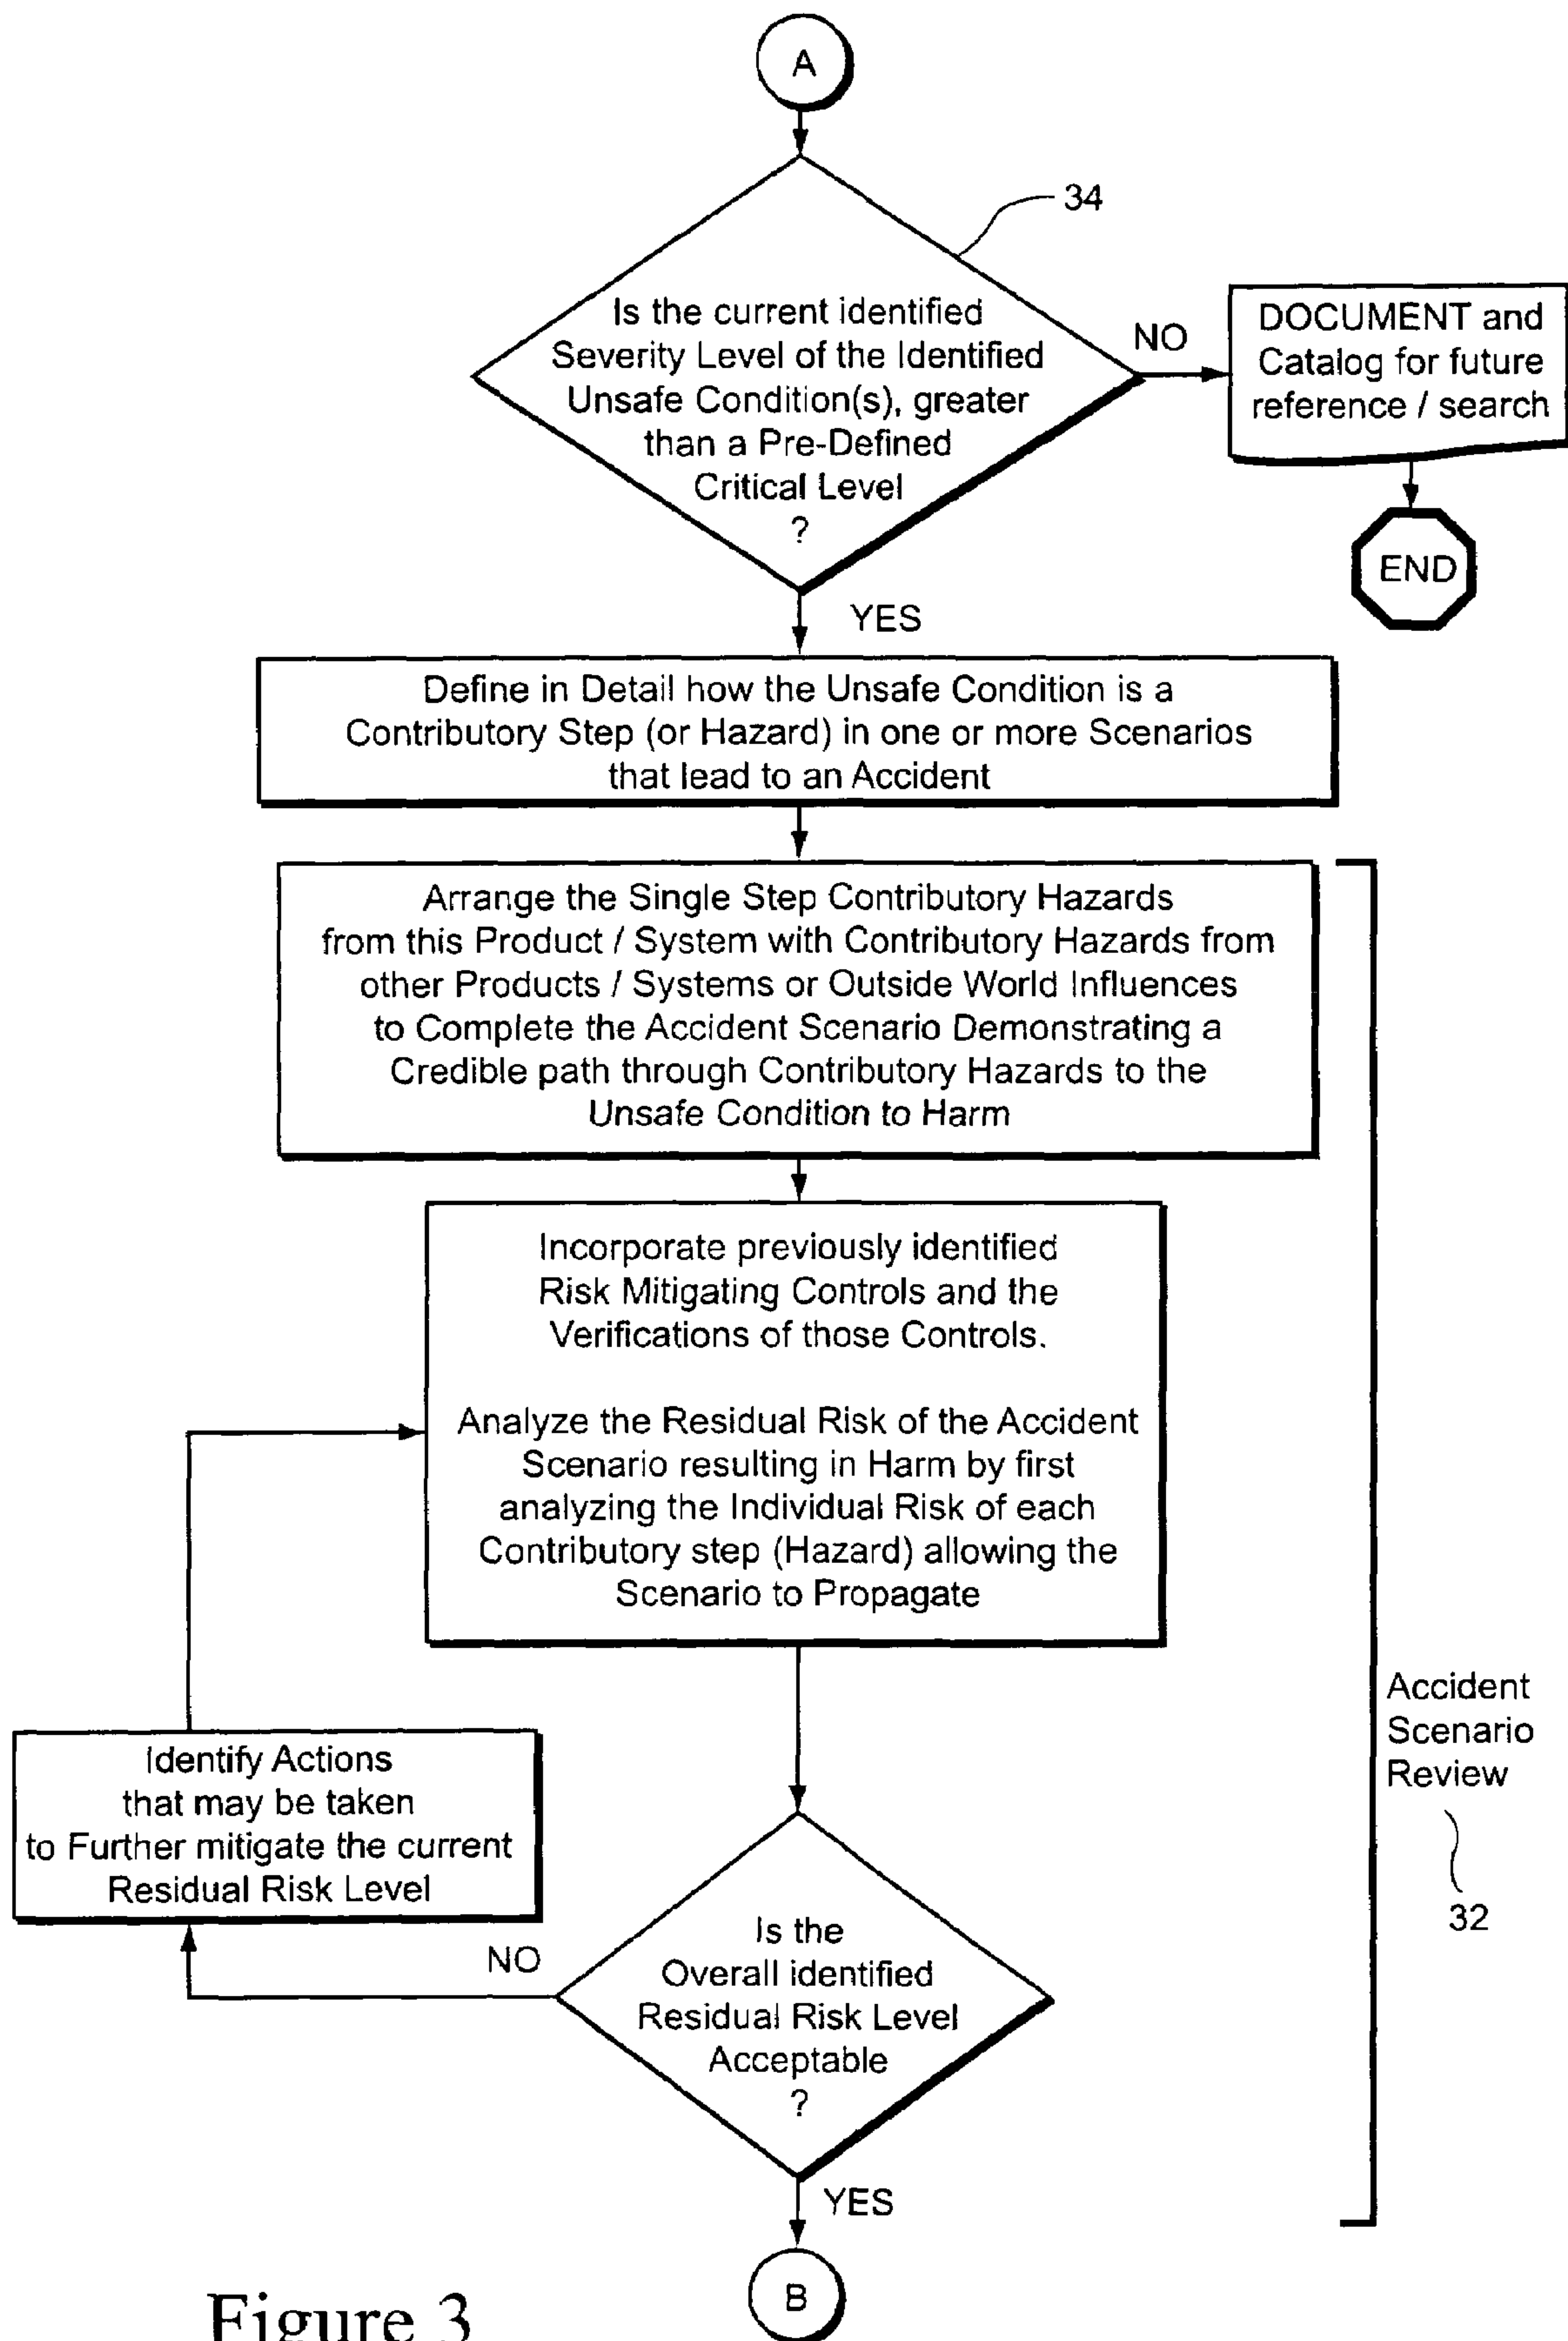 A
34
Is the current identified
Severity Level of the Identified
Unsafe Condition(s), greater
than a Pre-Defined
Critical Level
?
NO
DOCUMENT and
Catalog for future
reference / search
END
YES
Define in Detail how the Unsafe Condition is a
Contributory Step (or Hazard) in one or more Scenarios
that lead to an Accident
Arrange the Single Step Contributory Hazards
from this Product / System with Contributory Hazards from
other Products / Systems or Outside World Influences
to Complete the Accident Scenario Demonstrating a
Credible path through Contributory Hazards to the
Unsafe Condition to Harm
Incorporate previously identified
Risk Mitigating Controls and the
Verifications of those Controls.
Analyze the Residual Risk of the Accident
Scenario resulting in Harm by first
analyzing the Individual Risk of each
Contributory step (Hazard) allowing the
Scenario to Propagate
Accident
Scenario
Review
32
Identify Actions
that may be taken
to Further mitigate the current
Residual Risk Level
NO
Is the
Overall identified
Residual Risk Level
Acceptable
?
YES
B
Figure 3